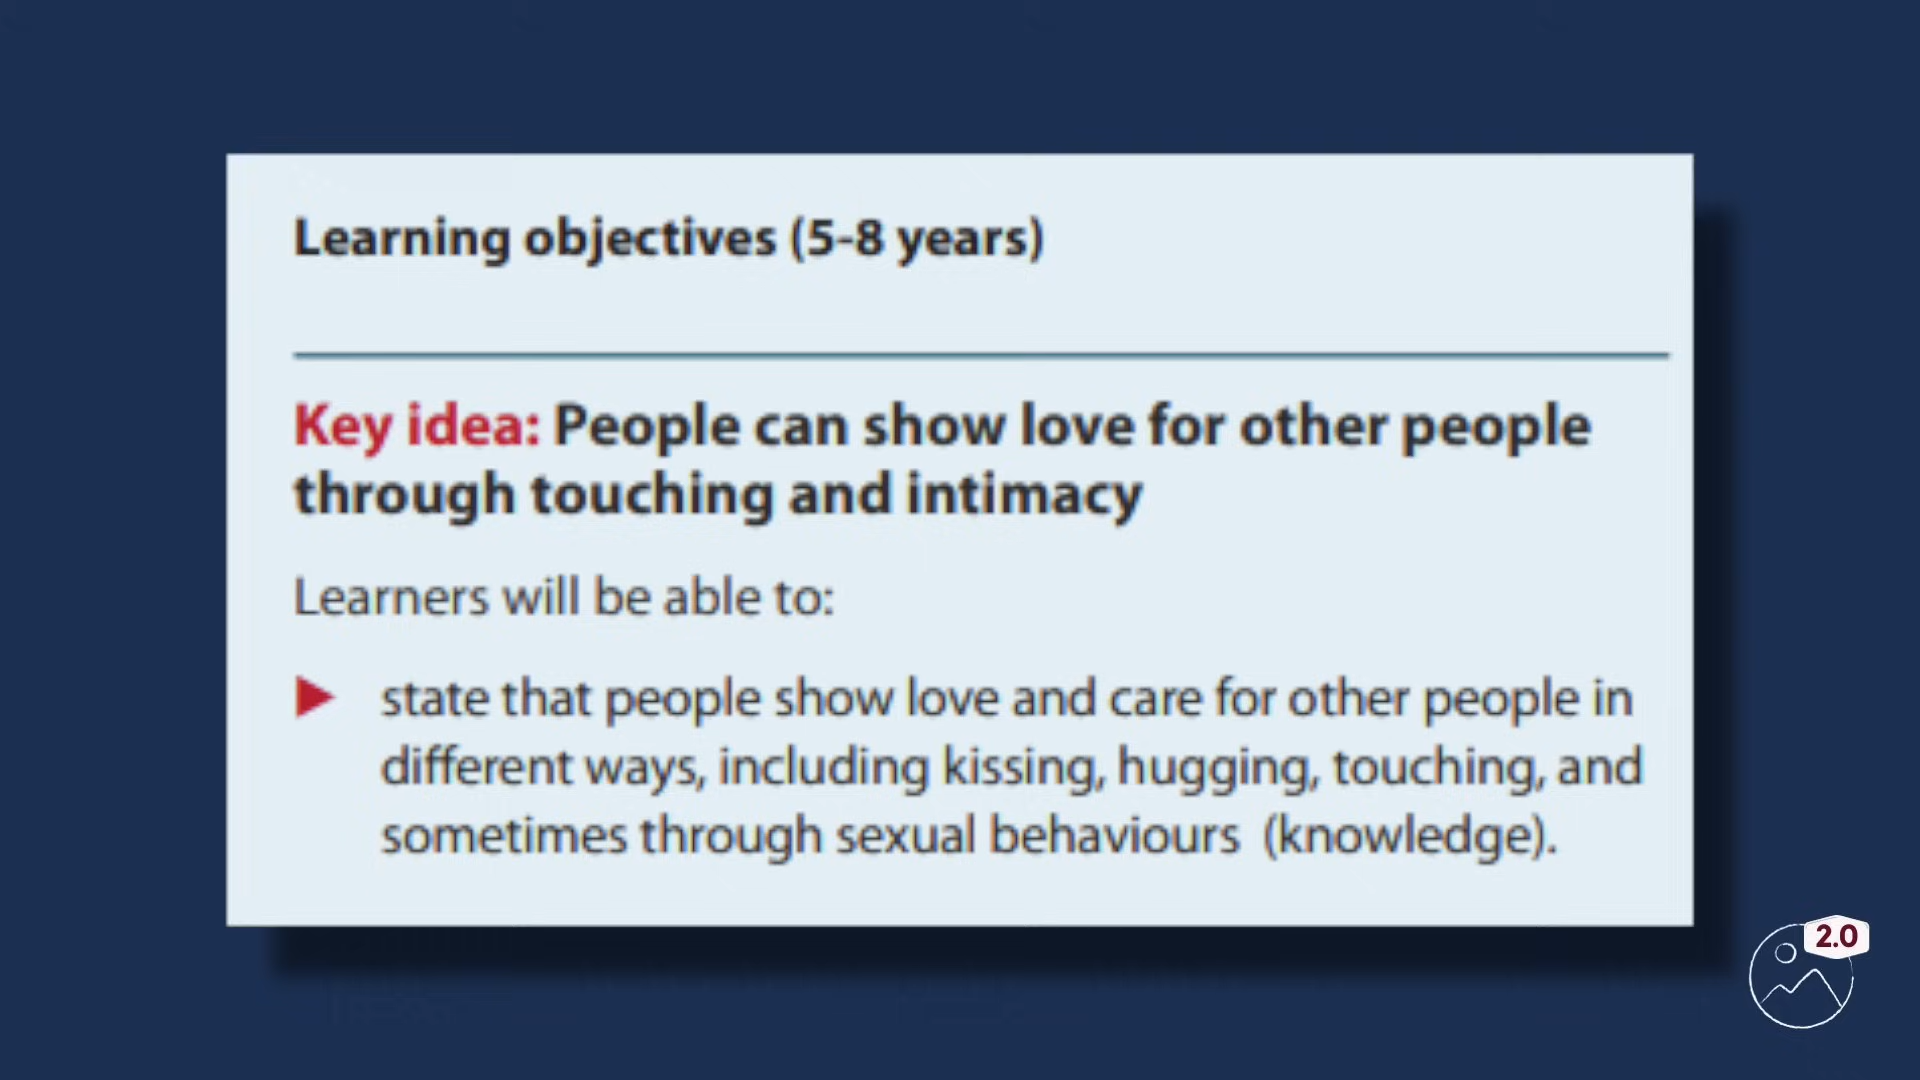 Learning objectives (5-8 years)
Key idea: People can show love for other people
through touching and intimacy
Learners will be able to:
state that people show love and care for other people in
different ways, including kissing, hugging, touching, and
sometimes through sexual behaviours (knowledge).
2.0